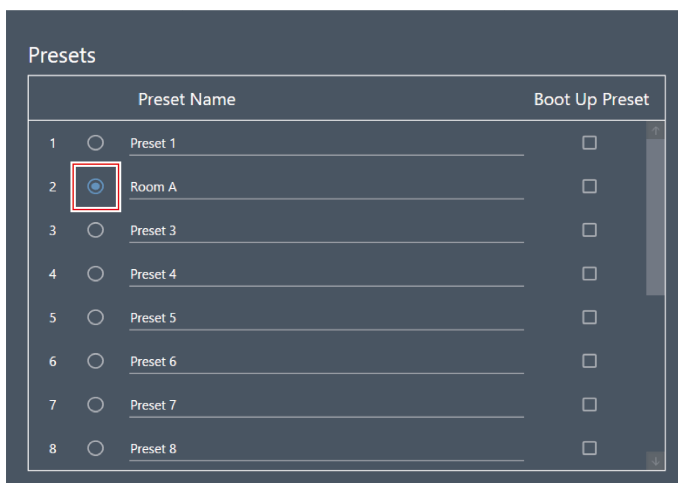 Presets
Preset Name Boot Up Preset
1 Preset 1
2 Room A
3 Preset 3
4 Preset 4
5 Preset 5
6 Preset 6
7 Preset 7
8 Preset 8